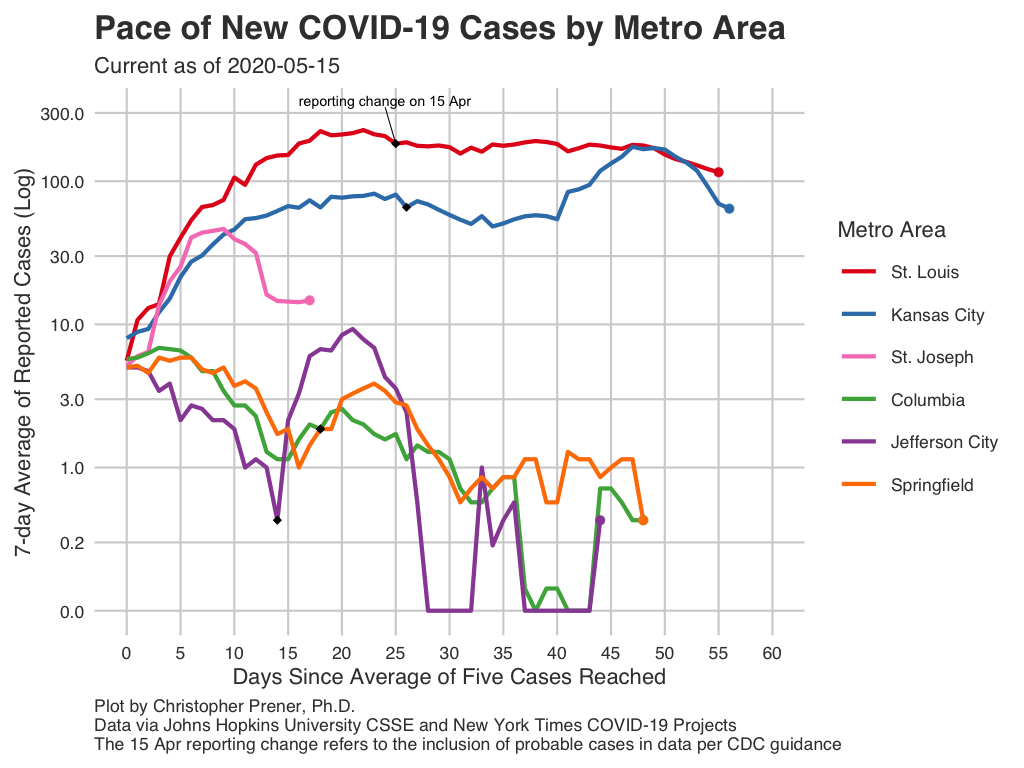 Pace of New COVID-19 Cases by Metro Area
Current as of 2020-05-15
reporting change on 15 Apr
300.0
100.0
30.0
10.0
3.0
1.0
0.2
0.0
7-day Average of Reported Cases (Log)
0 5 10 15 20 25 30 35 40 45 50 55 60
Days Since Average of Five Cases Reached
Metro Area
St. Louis
Kansas City
St. Joseph
Columbia
Jefferson City
Springfield
Plot by Christopher Prener, Ph.D.
Data via Johns Hopkins University CSSE and New York Times COVID-19 Projects
The 15 Apr reporting change refers to the inclusion of probable cases in data per CDC guidance